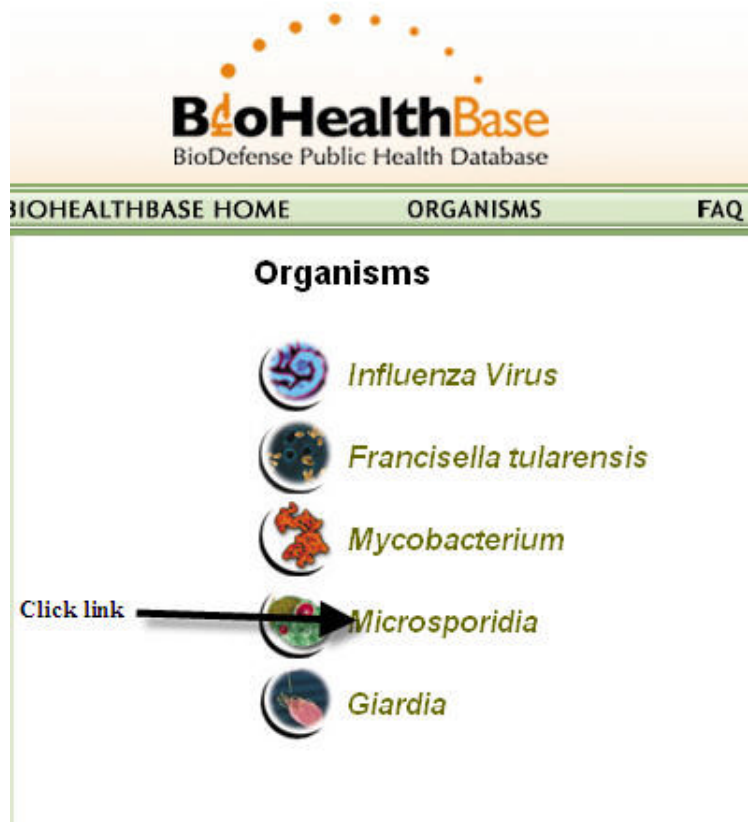 BioHealthBase
BioDefense Public Health Database
BIOHEALTHBASE HOME ORGANISMS FAQ
Organisms
Influenza Virus
Francisella tularensis
Mycobacterium
Click link
Microsporidia
Giardia